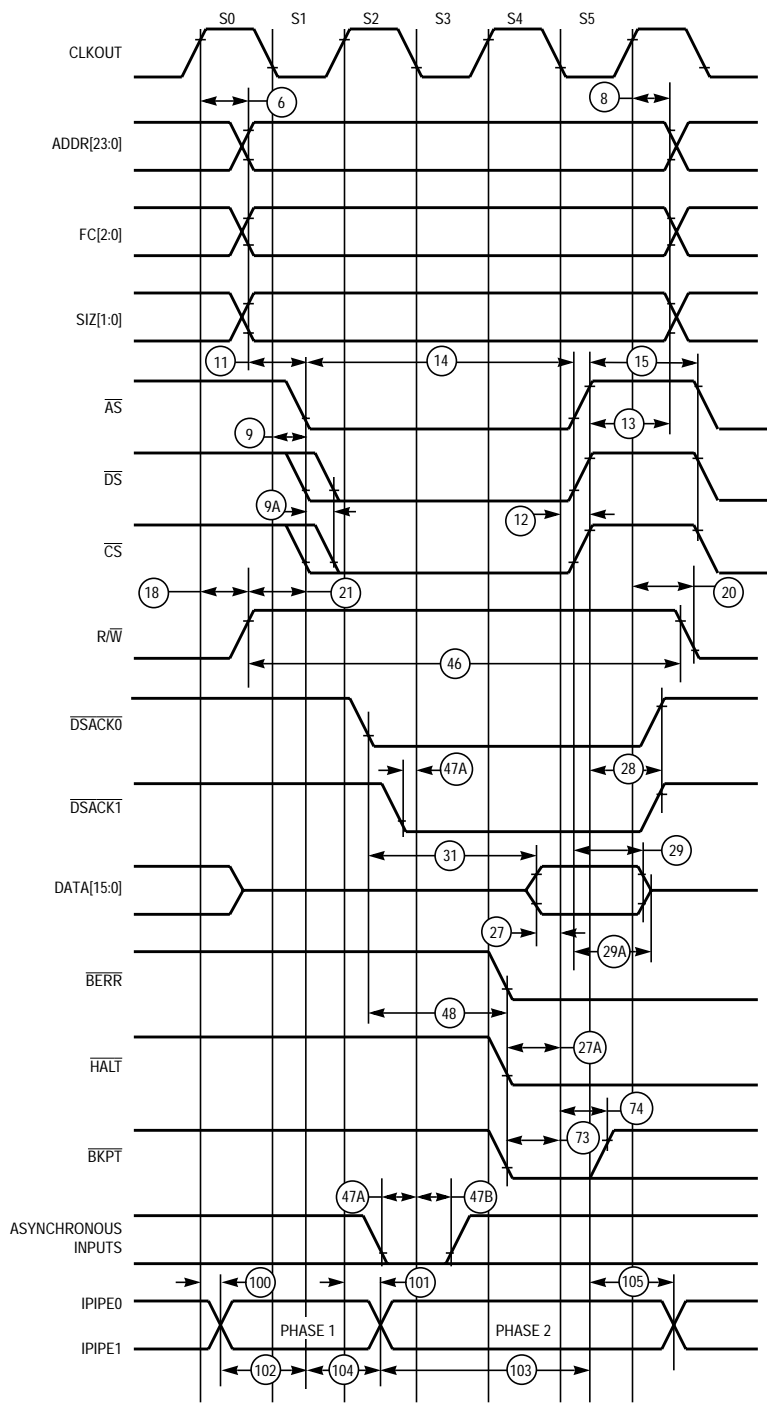 S0 S1 S2 S3 S4 S5
CLKOUT
6 8
ADDR[23:0]
FC[2:0]
SIZ[1:0]
11 14 15
AS
13
9
DS
9A 12
CS
18 21 20
R/W
46
DSACK0
47A 28
DSACK1
31 29
DATA[15:0]
27 29A
BERR
48
27A
HALT
74
73
BKPT
47A 47B
ASYNCHRONOUS
INPUTS
100 101 105
IPIPE0
PHASE 1 PHASE 2
IPIPE1
102 104 103